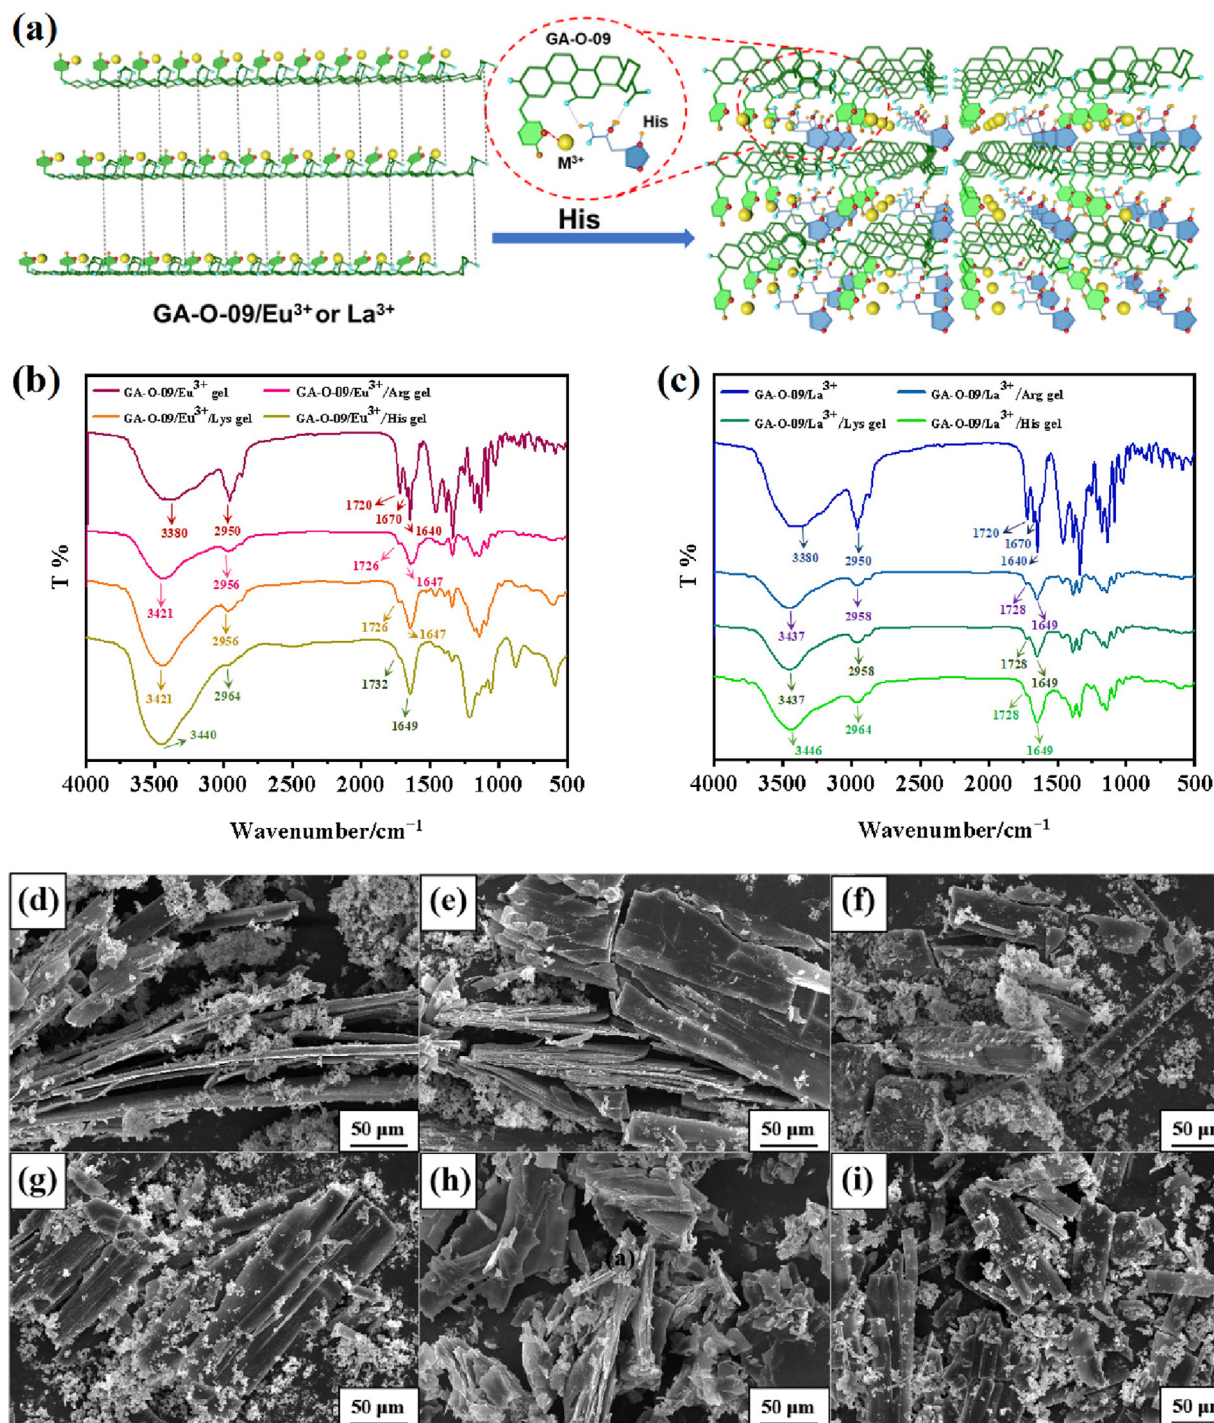 (a)
GA-O-09
His
M3+
His
GA-O-09/Eu3+ or La3+
(b)
GA-O-09/Eu3+ gel
GA-O-09/Eu3+/Arg gel
GA-O-09/Eu3+/Lys gel
GA-O-09/Eu3+/His gel
3380
2950
1720
1670
1640
3421
2956
1726
1647
3421
2956
1726
1647
3440
2964
1732
1649
T %
4000 3500 3000 2500 2000 1500 1000 500
Wavenumber/cm−1
(c)
GA-O-09/La3+
GA-O-09/La3+/Arg gel
GA-O-09/La3+/Lys gel
GA-O-09/La3+/His gel
3380
2950
1720
1670
1640
3437
2958
1728
1649
3437
2958
1728
1649
3446
2964
1728
1649
T %
4000 3500 3000 2500 2000 1500 1000 500
Wavenumber/cm−1
(d)
50 μm
(e)
50 μm
(f)
50 μm
(g)
50 μm
(h)
(a)
50 μm
(i)
50 μm